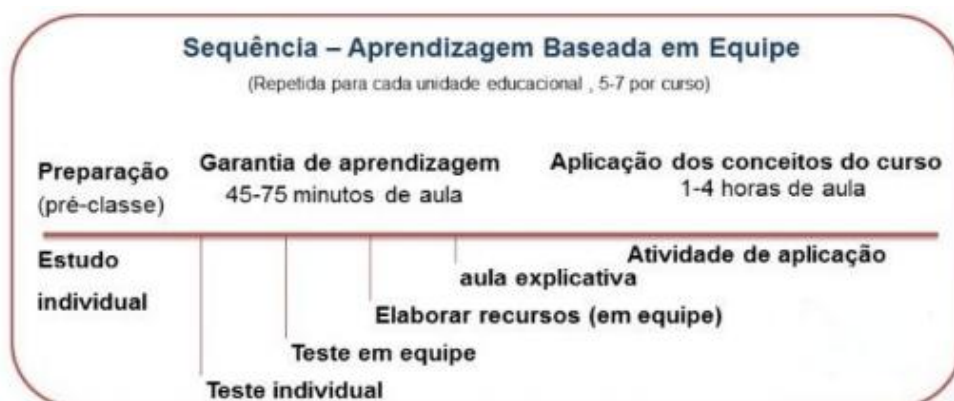 Sequência – Aprendizagem Baseada em Equipe
(Repetida para cada unidade educacional , 5-7 por curso)
Preparação
(pré-classe)
Garantia de aprendizagem
45-75 minutos de aula
Aplicação dos conceitos do curso
1-4 horas de aula
Estudo
individual
Teste individual
Teste em equipe
Elaborar recursos (em equipe)
aula explicativa
Atividade de aplicação